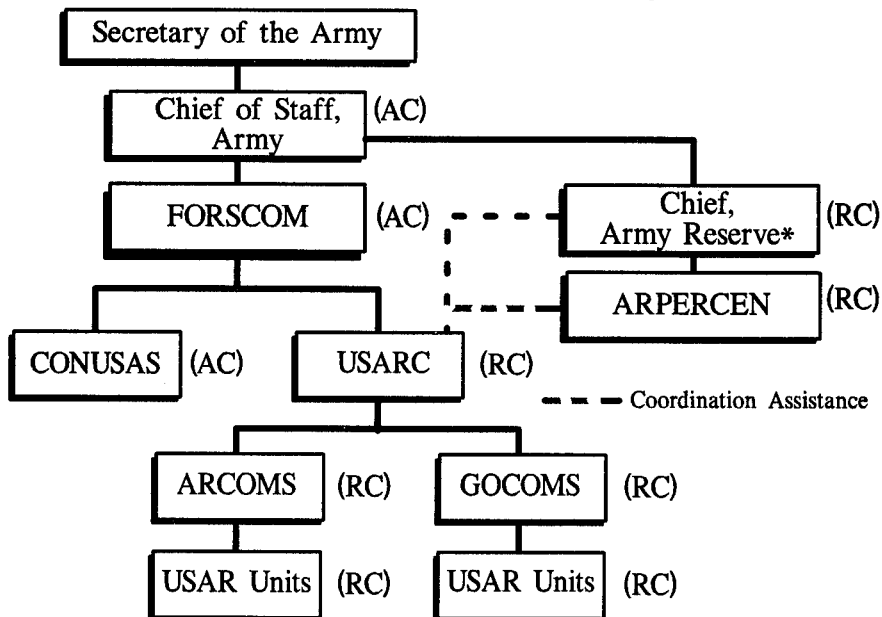 Secretary of the Army
Chief of Staff,
Army
(AC)
FORSCOM
(AC)
Chief,
Army Reserve*
(RC)
ARPERCEN
(RC)
CONUSAS
(AC)
USARC
(RC)
Coordination Assistance
ARCOMS
(RC)
GOCOMS
(RC)
USAR Units
(RC)
USAR Units
(RC)